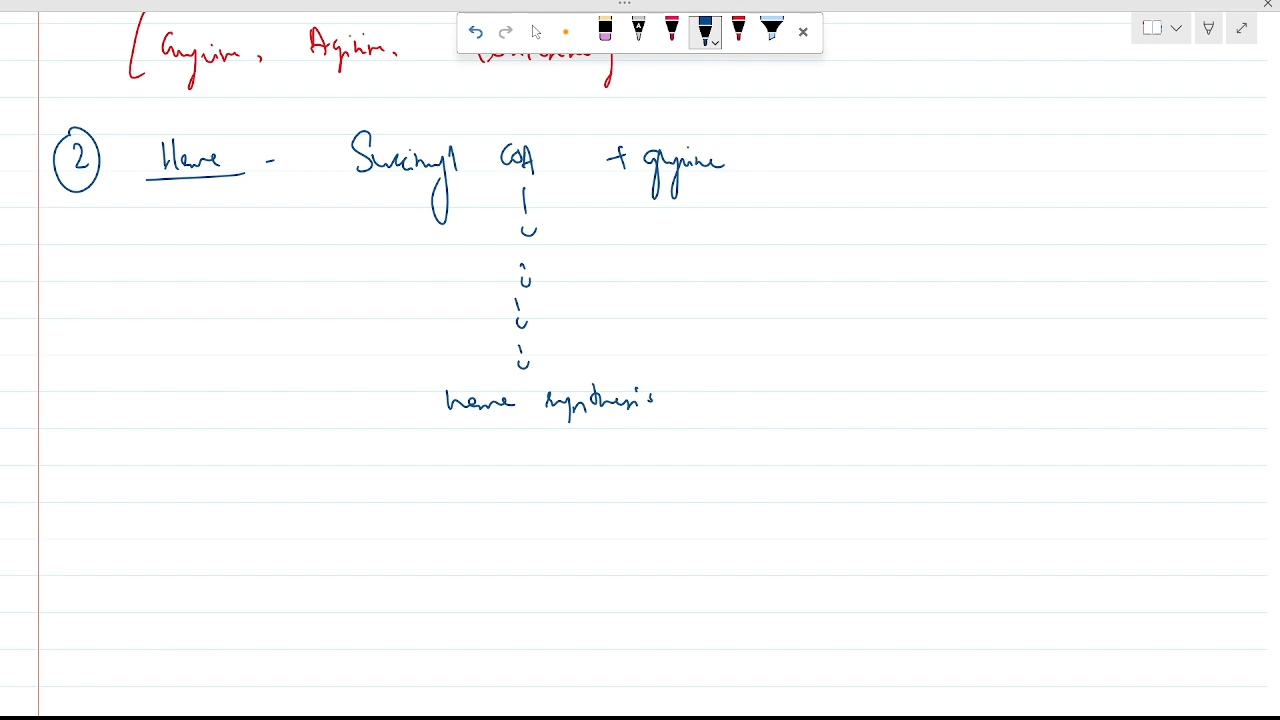 (Glycine, Arginine,
2 Heme - Succinyl CoA + glycine
heme synthesis